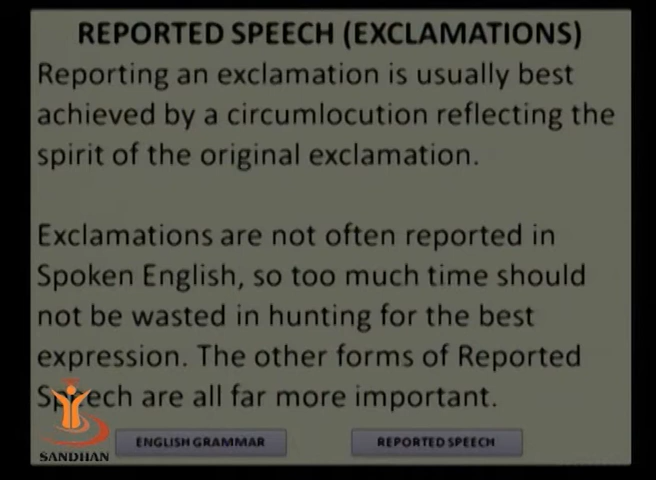 REPORTED SPEECH (EXCLAMATIONS)
Reporting an exclamation is usually best
achieved by a circumlocution reflecting the
spirit of the original exclamation.
Exclamations are not often reported in
Spoken English, so too much time should
not be wasted in hunting for the best
expression. The other forms of Reported
Speech are all far more important.
ENGLISH GRAMMAR
REPORTED SPEECH
SANDHAN